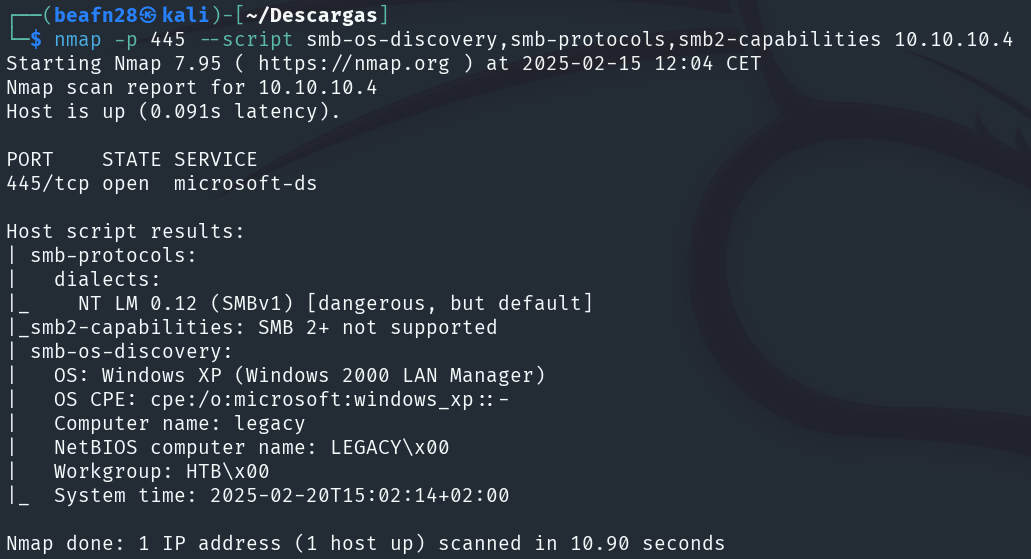 ┌──(beafn28㉿kali)-[~/Descargas]
└─$ nmap -p 445 --script smb-os-discovery,smb-protocols,smb2-capabilities 10.10.10.4
Starting Nmap 7.95 ( https://nmap.org ) at 2025-02-15 12:04 CET
Nmap scan report for 10.10.10.4
Host is up (0.091s latency).

PORT    STATE SERVICE
445/tcp open  microsoft-ds

Host script results:
| smb-protocols:
|   dialects:
|_    NT LM 0.12 (SMBv1) [dangerous, but default]
|_smb2-capabilities: SMB 2+ not supported
| smb-os-discovery:
|   OS: Windows XP (Windows 2000 LAN Manager)
|   OS CPE: cpe:/o:microsoft:windows_xp::-
|   Computer name: legacy
|   NetBIOS computer name: LEGACY\x00
|   Workgroup: HTB\x00
|_  System time: 2025-02-20T15:02:14+02:00

Nmap done: 1 IP address (1 host up) scanned in 10.90 seconds